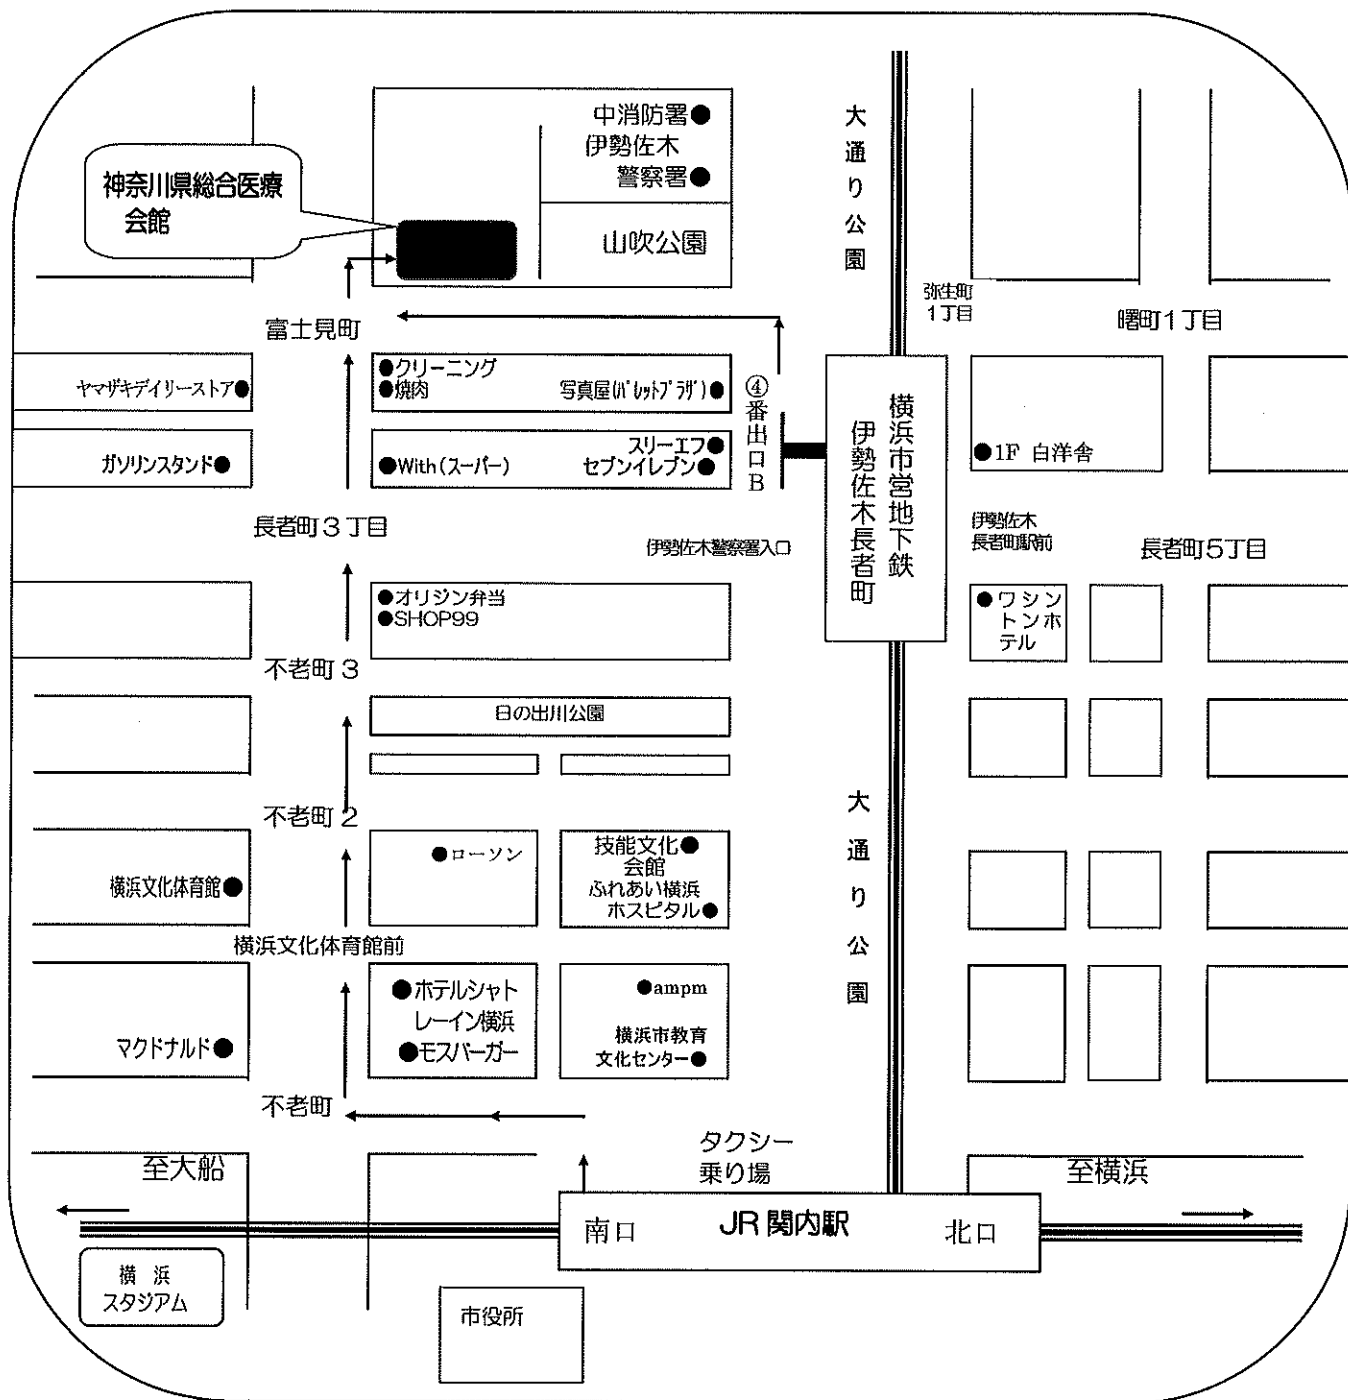 中消防署●
伊勢佐木
警察署●
山吹公園
神奈川県総合医療
会館
大通り公園
弥生町
1丁目
曙町1丁目
富士見町
ヤマザキデイリーストア●
●クリーニング
●焼肉
写真屋(パレットプラザ)●
④番出口B
ガソリンスタンド●
●With(スーパー)
スリーエフ●
セブンイレブン●
横浜市営地下鉄
伊勢佐木長者町
●1F 白洋舎
長者町3丁目
伊勢佐木警察署入口
伊勢佐木
長者町駅前
長者町5丁目
●オリジン弁当
●SHOP99
●ワシン
トンホ
テル
不老町3
日の出川公園
不老町2
大通り公園
横浜文化体育館●
●ローソン
技能文化●
会館
ふれあい横浜
ホスピタル●
横浜文化体育館前
マクドナルド●
●ホテルシャト
レーイン横浜
●モスバーガー
●ampm
横浜市教育
文化センター●
不老町
タクシー
乗り場
至大船
至横浜
南口
JR関内駅
北口
横 浜
スタジアム
市役所